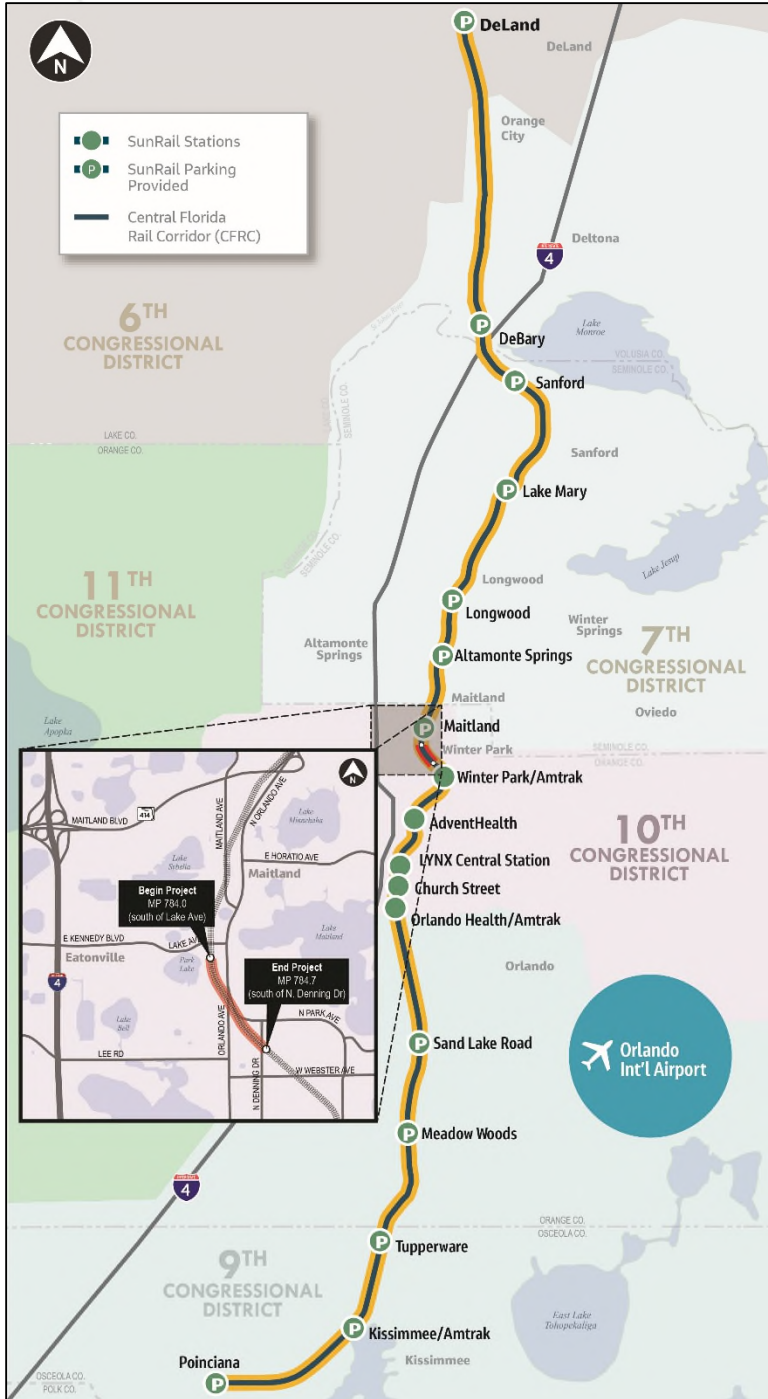 N
DeLand
DeLand
Orange
City
SunRail Stations
P
SunRail Parking
Provided
Central Florida
Rail Corridor (CFRC)
Deltona
4
6TH
CONGRESSIONAL
DISTRICT
Lake
Monroe
DeBary
VOLUSIA CO.
SEMINOLE CO.
LAKE CO.
SEMINOLE CO.
Sanford
LAKE CO.
ORANGE CO.
Sanford
Lake Mary
11TH
CONGRESSIONAL
DISTRICT
ORANGE CO.
SEMINOLE CO.
Lake Jesup
Longwood
Longwood
Winter
Springs
7TH
CONGRESSIONAL
DISTRICT
Oviedo
Altamonte
Springs
Altamonte Springs
Maitland
Lake
Apopka
Maitland
Winter Park
SEMINOLE CO.
ORANGE CO.
Winter Park/Amtrak
AdventHealth
10TH
CONGRESSIONAL
DISTRICT
LYNX Central Station
Church Street
Orlando Health/Amtrak
Orlando
N
MAITLAND BLVD
414
MAITLAND AVE
N ORLANDO AVE
Lake
Minnehaha
E HORATIO AVE
Lake
Sybelia
Maitland
Begin Project
MP 784.0
(south of Lake Ave)
Lake
Maitland
E KENNEDY BLVD
LAKE AVE
Eatonville
Park
Lake
4
End Project
MP 784.7
(south of N. Denning Dr)
Lake
Bell
ORLANDO AVE
N PARK AVE
LEE RD
N DENNING DR
W WEBSTER AVE
Sand Lake Road
Orlando
Int'l Airport
Meadow Woods
4
ORANGE CO.
OSCEOLA CO.
Tupperware
9TH
CONGRESSIONAL
DISTRICT
East Lake
Tohopekaliga
Kissimmee/Amtrak
Kissimmee
Poinciana
OSCEOLA CO.
POLK CO.